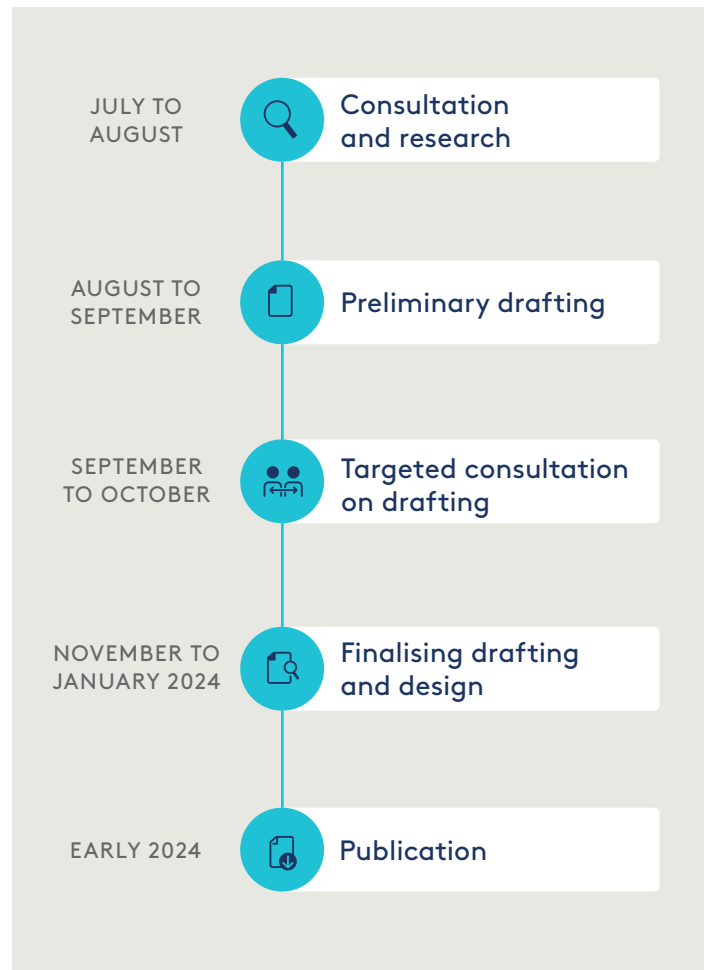 JULY TO
AUGUST
Consultation
and research
AUGUST TO
SEPTEMBER
Preliminary drafting
SEPTEMBER
TO OCTOBER
Targeted consultation
on drafting
NOVEMBER TO
JANUARY 2024
Finalising drafting
and design
EARLY 2024
Publication